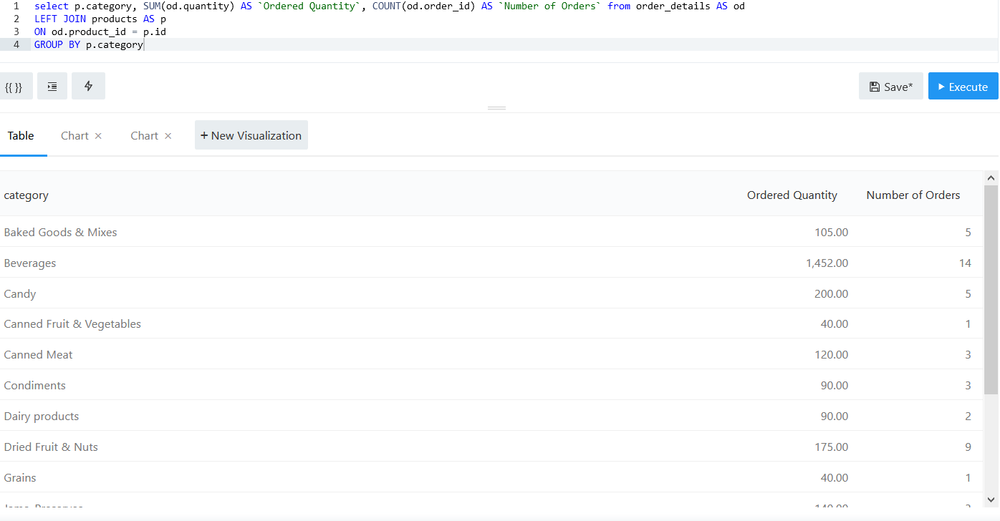 1 select p.category, SUM(od.quantity) AS `Ordered Quantity`, COUNT(od.order_id) AS `Number of Orders` from order_details AS od
2 LEFT JOIN products AS p
3 ON od.product_id = p.id
4 GROUP BY p.category
{{ }} Save* Execute
Table Chart × Chart × + New Visualization
category Ordered Quantity Number of Orders
Baked Goods & Mixes 105.00 5
Beverages 1,452.00 14
Candy 200.00 5
Canned Fruit & Vegetables 40.00 1
Canned Meat 120.00 3
Condiments 90.00 3
Dairy products 90.00 2
Dried Fruit & Nuts 175.00 9
Grains 40.00 1